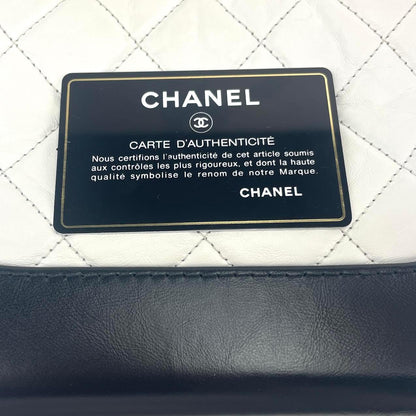 CHANEL
CARTE D'AUTHENTICITÉ
Nous certifions l'authenticité de cet article soumis
aux contrôles les plus rigoureux, et dont la haute
qualité symbolise le renom de notre Marque.
CHANEL